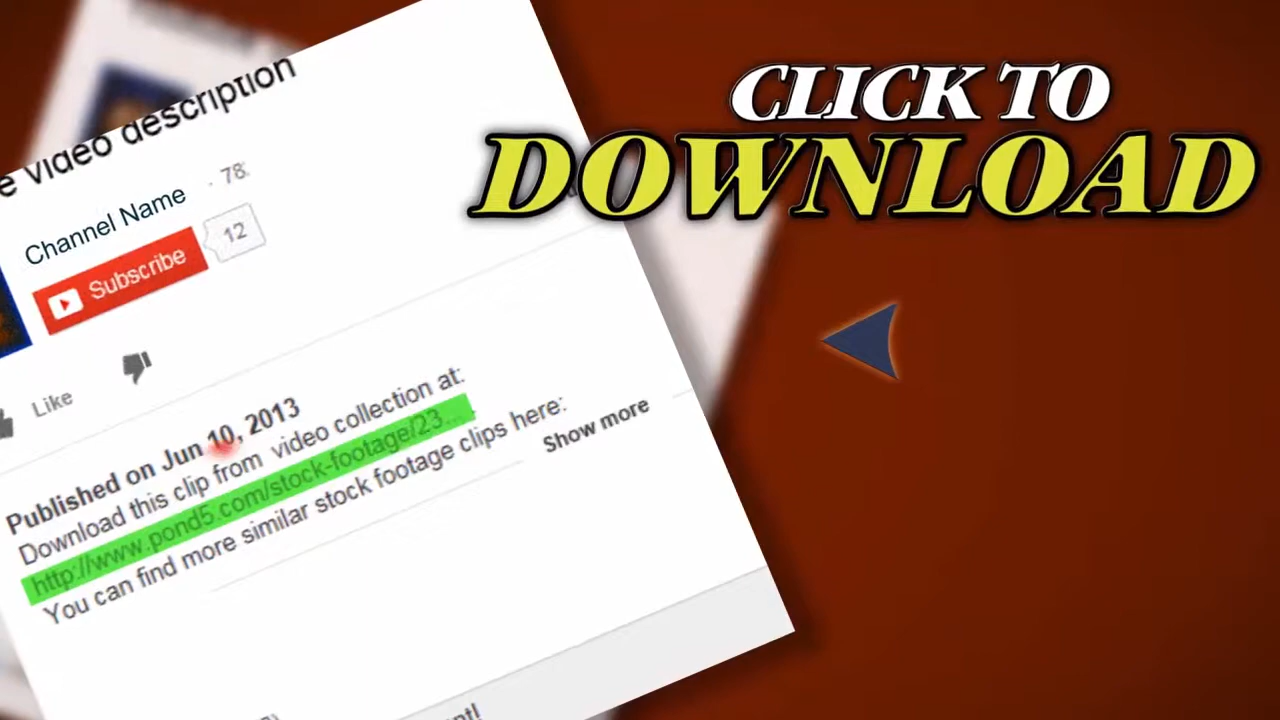 CLICK TO
DOWNLOAD
video description
Channel Name
78
Subscribe
12
Like
Published on Jun 10, 2013
Download this clip from video collection at:
http://www.pond5.com/stock-footage/23...
You can find more similar stock footage clips here:
Show more